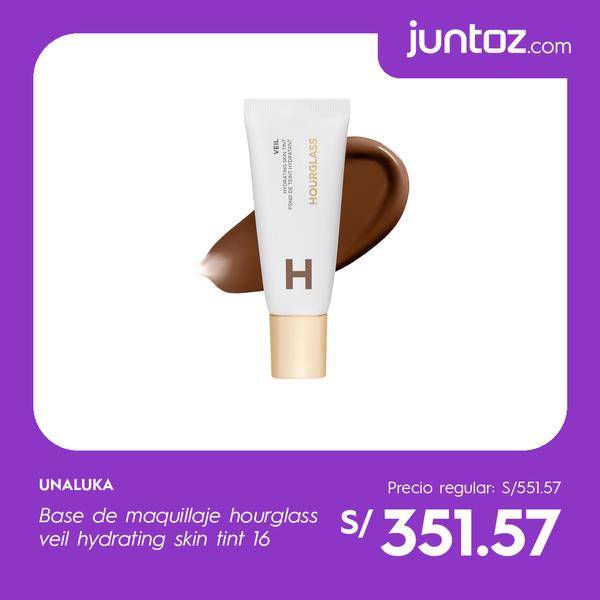 juntoz.com
VEIL
HYDRATING SKIN TINT
FOND DE TEINT HYDRATANT
HOURGLASS
H
UNALUKA
Base de maquillaje hourglass
veil hydrating skin tint 16
Precio regular: S/551.57
S/ 351.57